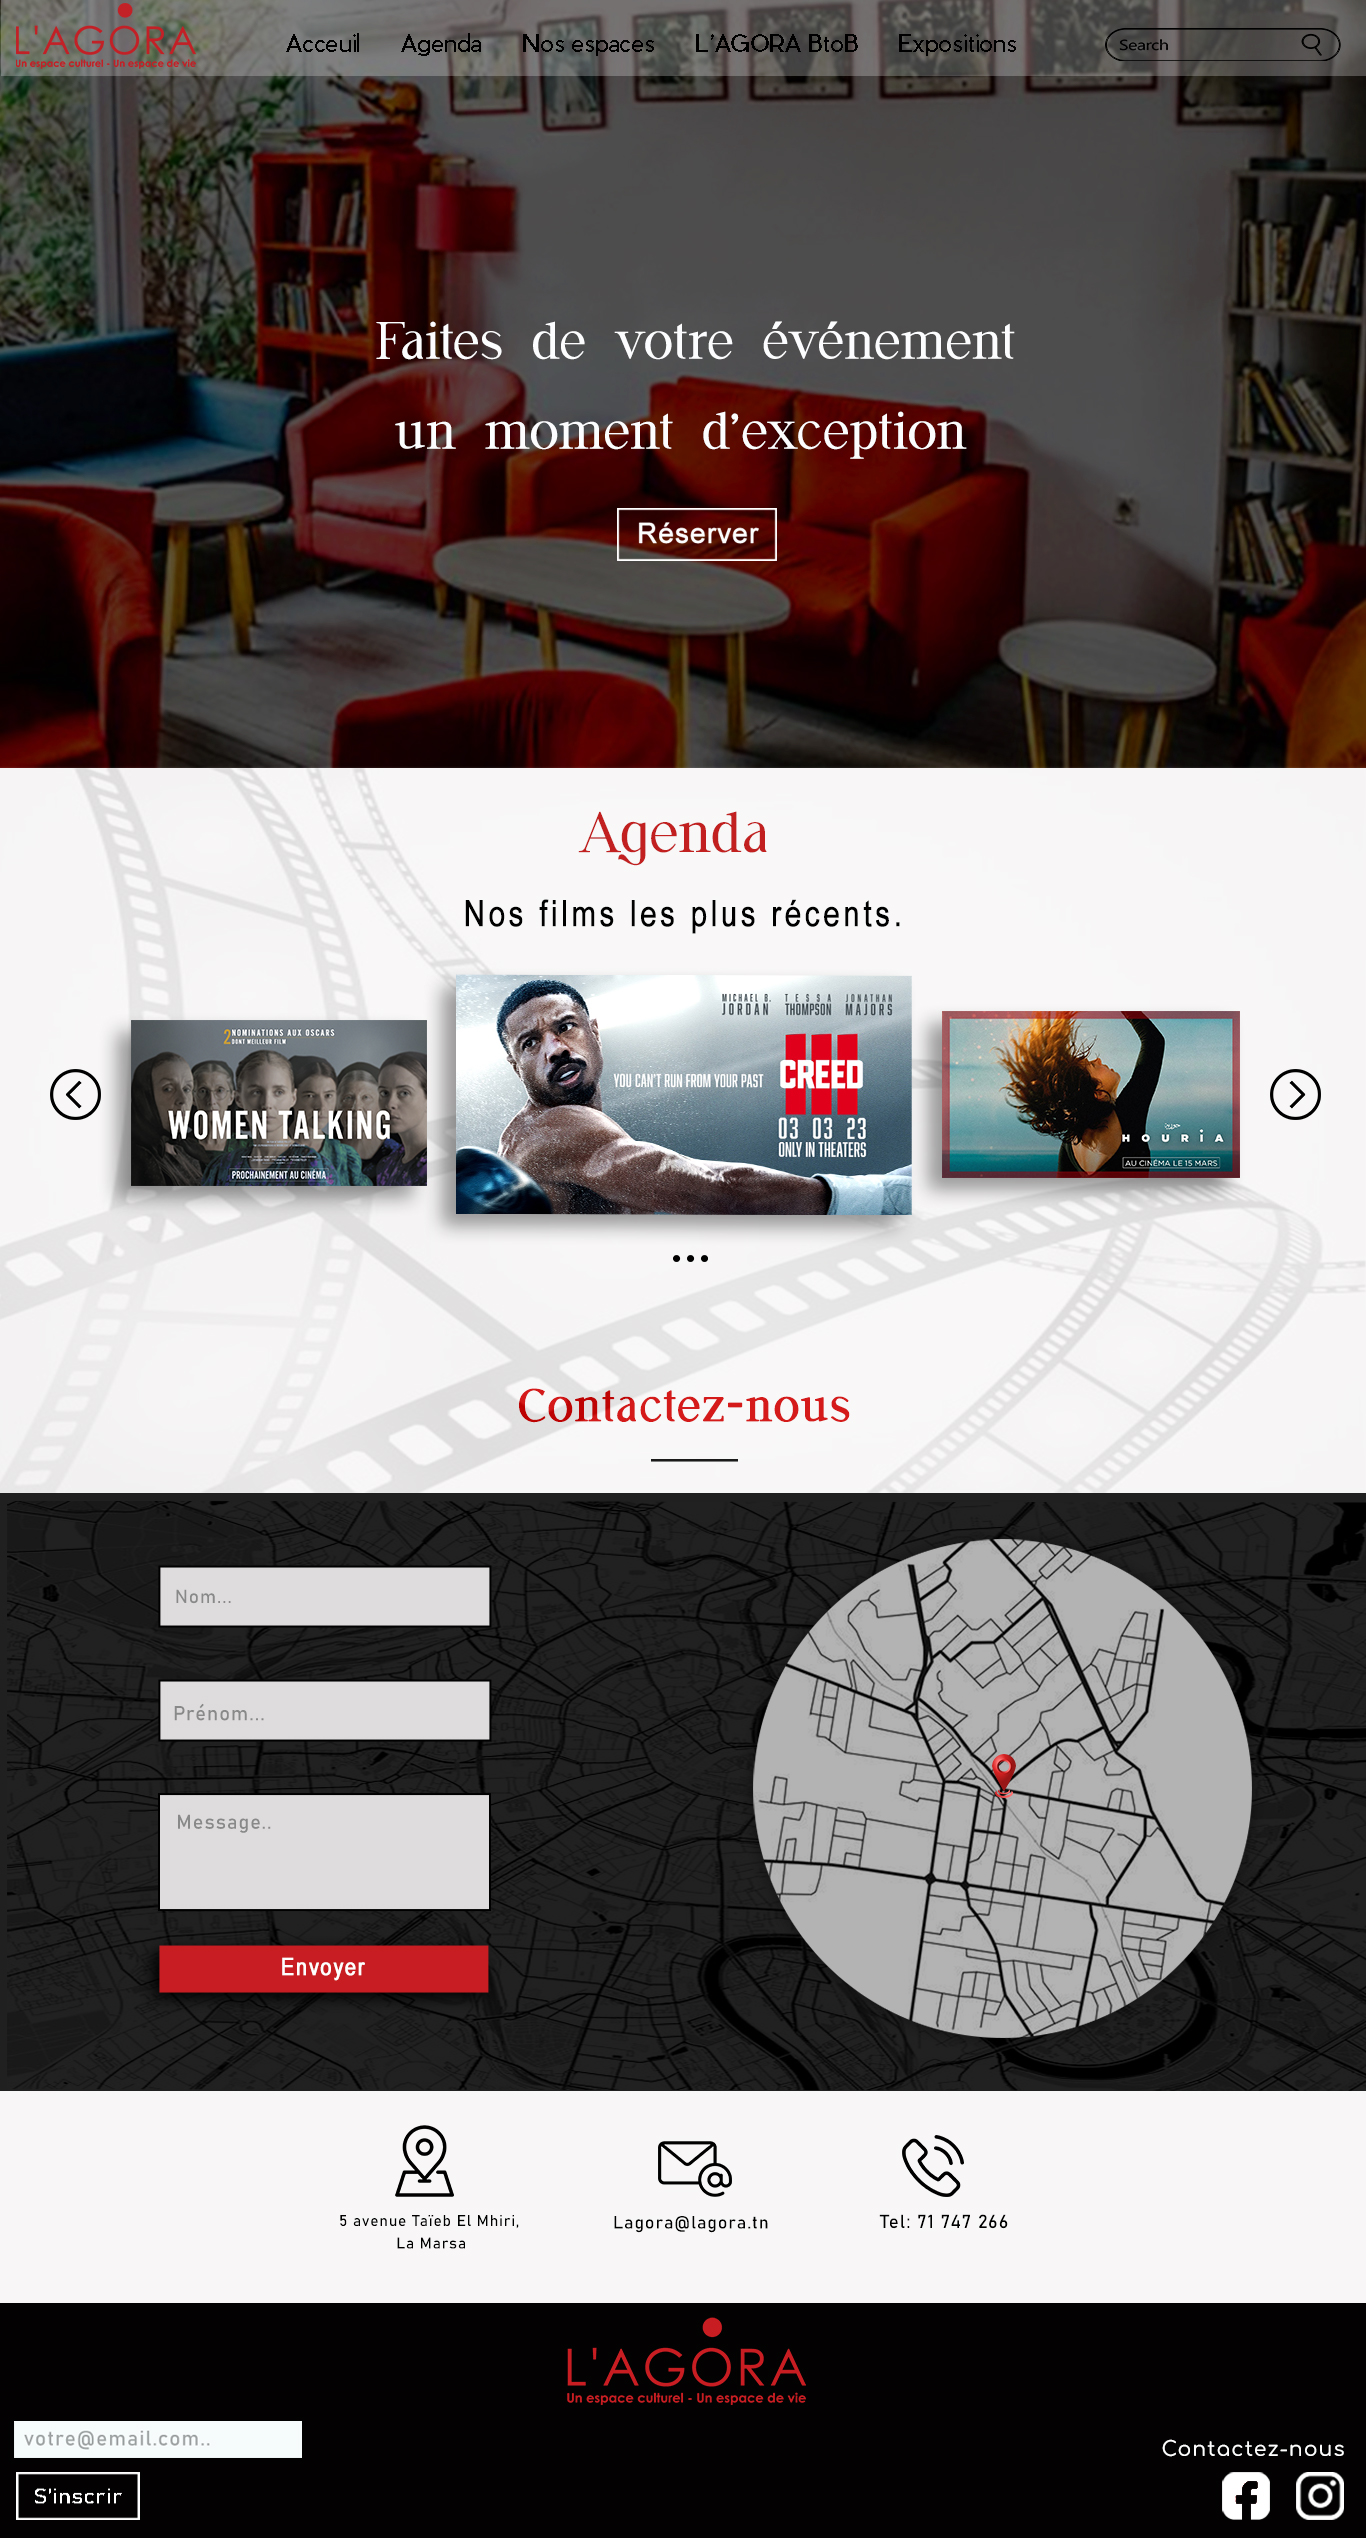 L'AGORA
Un espace culturel - Un espace de vie
Acceuil
Agenda
Nos espaces
L'AGORA BtoB
Expositions
Search
Faites de votre événement
un moment d'exception
Réserver
Agenda
Nos films les plus récents.
2 NOMINATIONS AUX OSCARS
DONT MEILLEUR FILM
WOMEN TALKING
PROCHAINEMENT AU CINÉMA
MICHAEL B. JORDAN
TESSA THOMPSON
JONATHAN MAJORS
YOU CAN'T RUN FROM YOUR PAST
CREED
III
03 03 23
ONLY IN THEATERS
HOURiA
AU CINÉMA LE 15 MARS
Contactez-nous
Nom...
Prénom...
Message..
Envoyer
5 avenue Taïeb El Mhiri,
La Marsa
Lagora@lagora.tn
Tel: 71 747 266
L'AGORA
Un espace culturel - Un espace de vie
votre@email.com..
S'inscrir
Contactez-nous